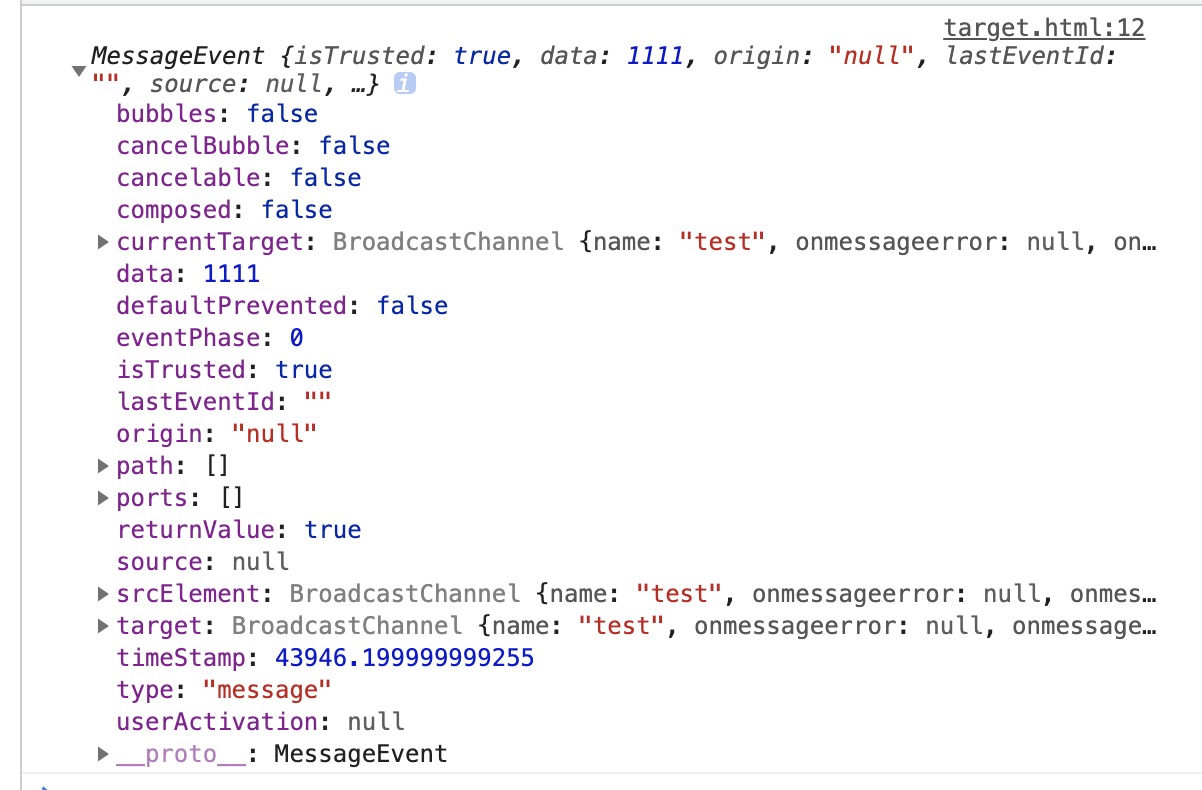 target.html:12
MessageEvent {isTrusted: true, data: 1111, origin: "null", lastEventId:
"", source: null, …} i
bubbles: false
cancelBubble: false
cancelable: false
composed: false
currentTarget: BroadcastChannel {name: "test", onmessageerror: null, on…
data: 1111
defaultPrevented: false
eventPhase: 0
isTrusted: true
lastEventId: ""
origin: "null"
path: []
ports: []
returnValue: true
source: null
srcElement: BroadcastChannel {name: "test", onmessageerror: null, onmes…
target: BroadcastChannel {name: "test", onmessageerror: null, onmessage…
timeStamp: 43946.199999999255
type: "message"
userActivation: null
__proto__: MessageEvent